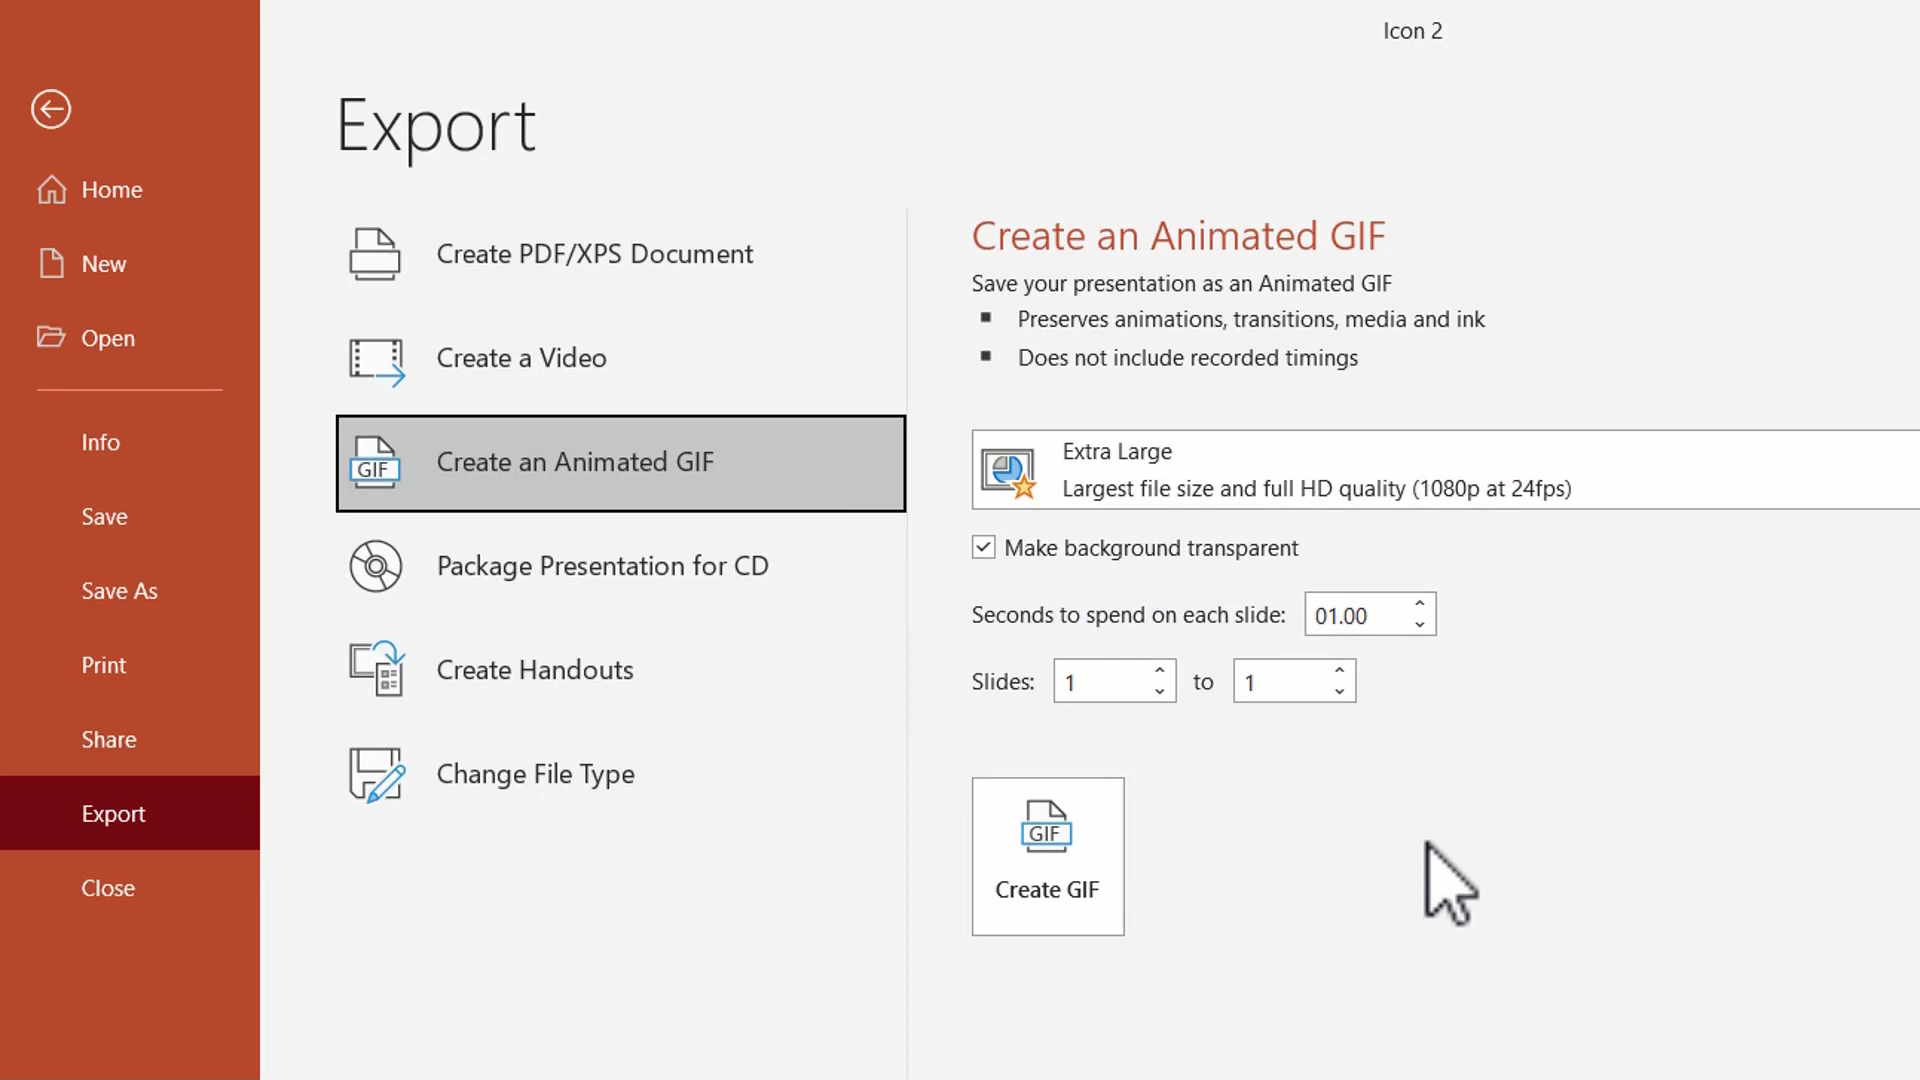 Icon 2
Home
New
Open
Info
Save
Save As
Print
Share
Export
Close
Export
Create PDF/XPS Document
Create a Video
GIF
Create an Animated GIF
Package Presentation for CD
Create Handouts
Change File Type
Create an Animated GIF
Save your presentation as an Animated GIF
Preserves animations, transitions, media and ink
Does not include recorded timings
Extra Large
Largest file size and full HD quality (1080p at 24fps)
Make background transparent
Seconds to spend on each slide: 01.00
Slides: 1 to 1
GIF
Create GIF